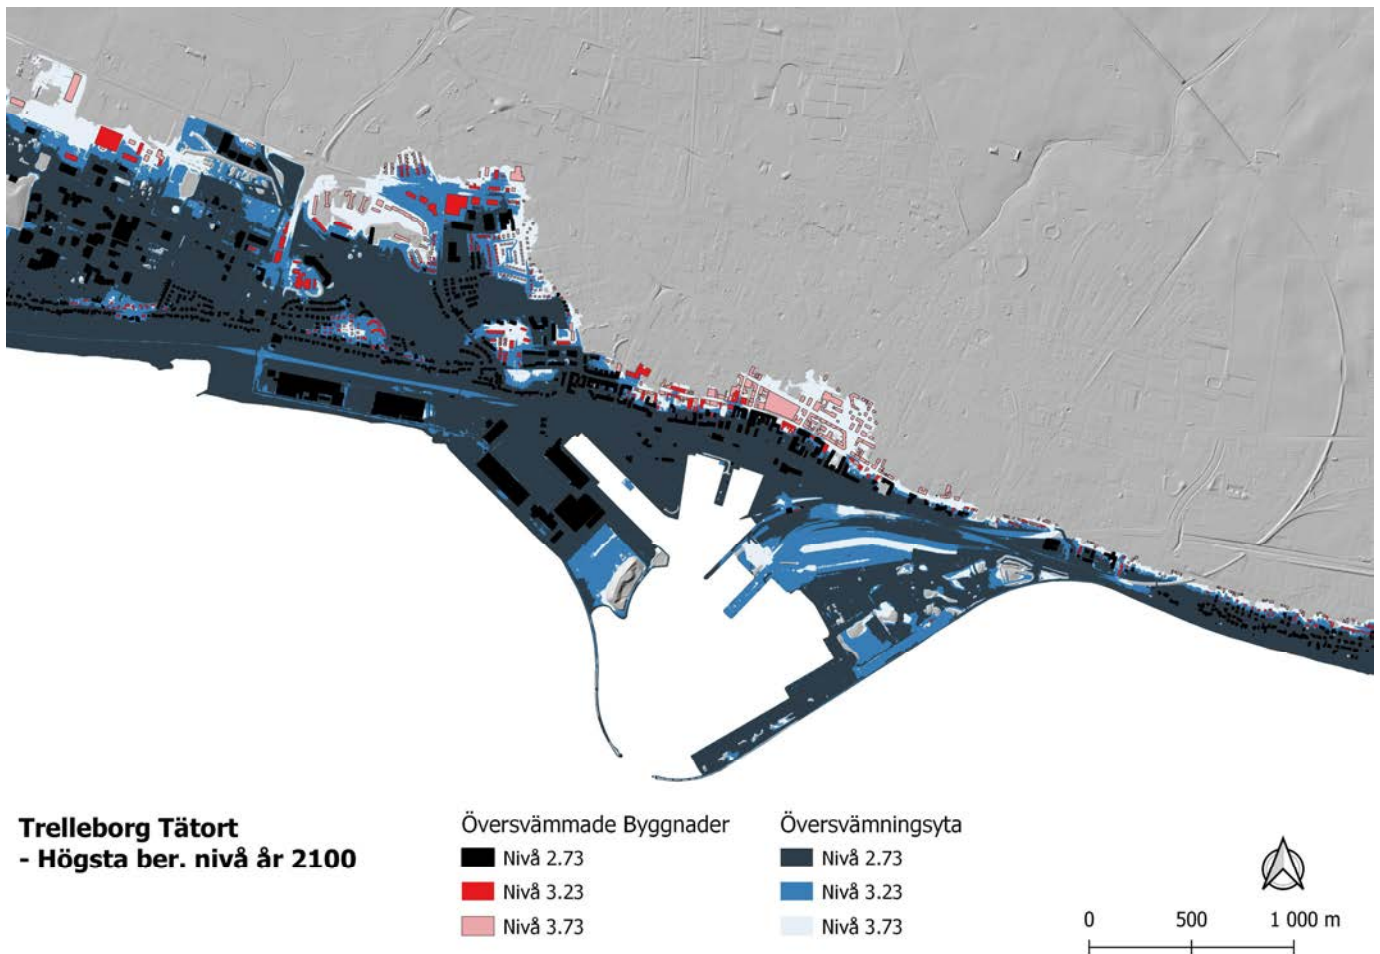 Trelleborg Tätort
- Högsta ber. nivå år 2100
Översvämmade Byggnader
Nivå 2.73
Nivå 3.23
Nivå 3.73
Översvämningsyta
Nivå 2.73
Nivå 3.23
Nivå 3.73
0 500 1 000 m